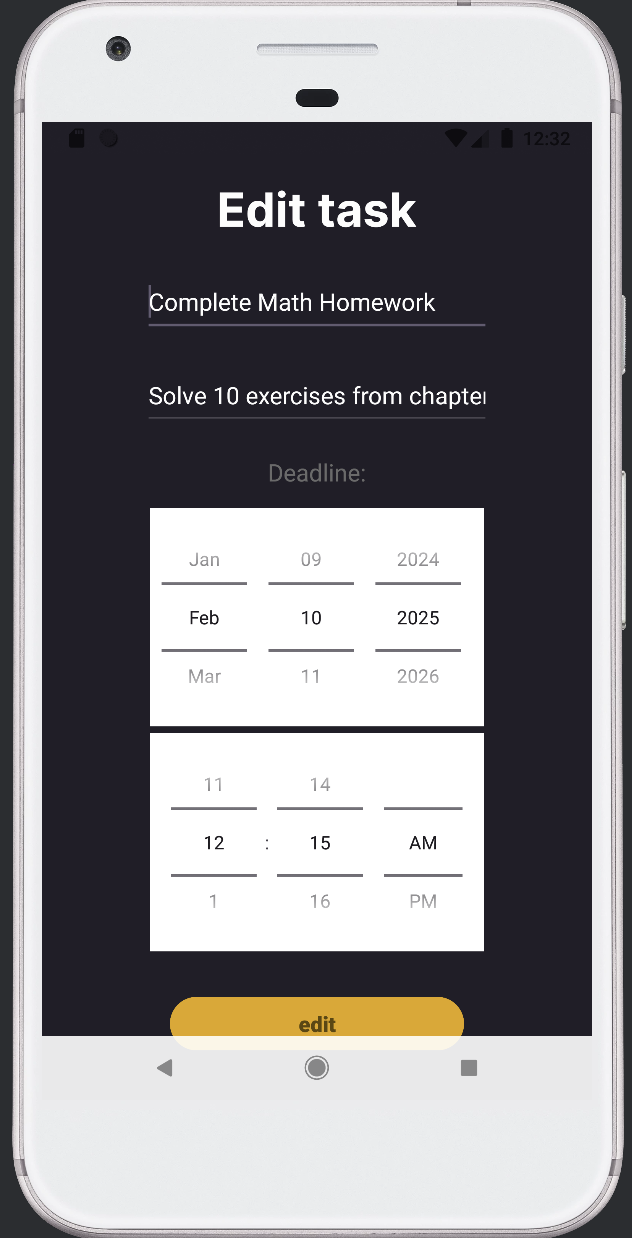 12:32
Edit task
Complete Math Homework
Solve 10 exercises from chapter
Deadline:
Jan 09 2024
Feb 10 2025
Mar 11 2026
11 14
12 : 15 AM
1 16 PM
edit